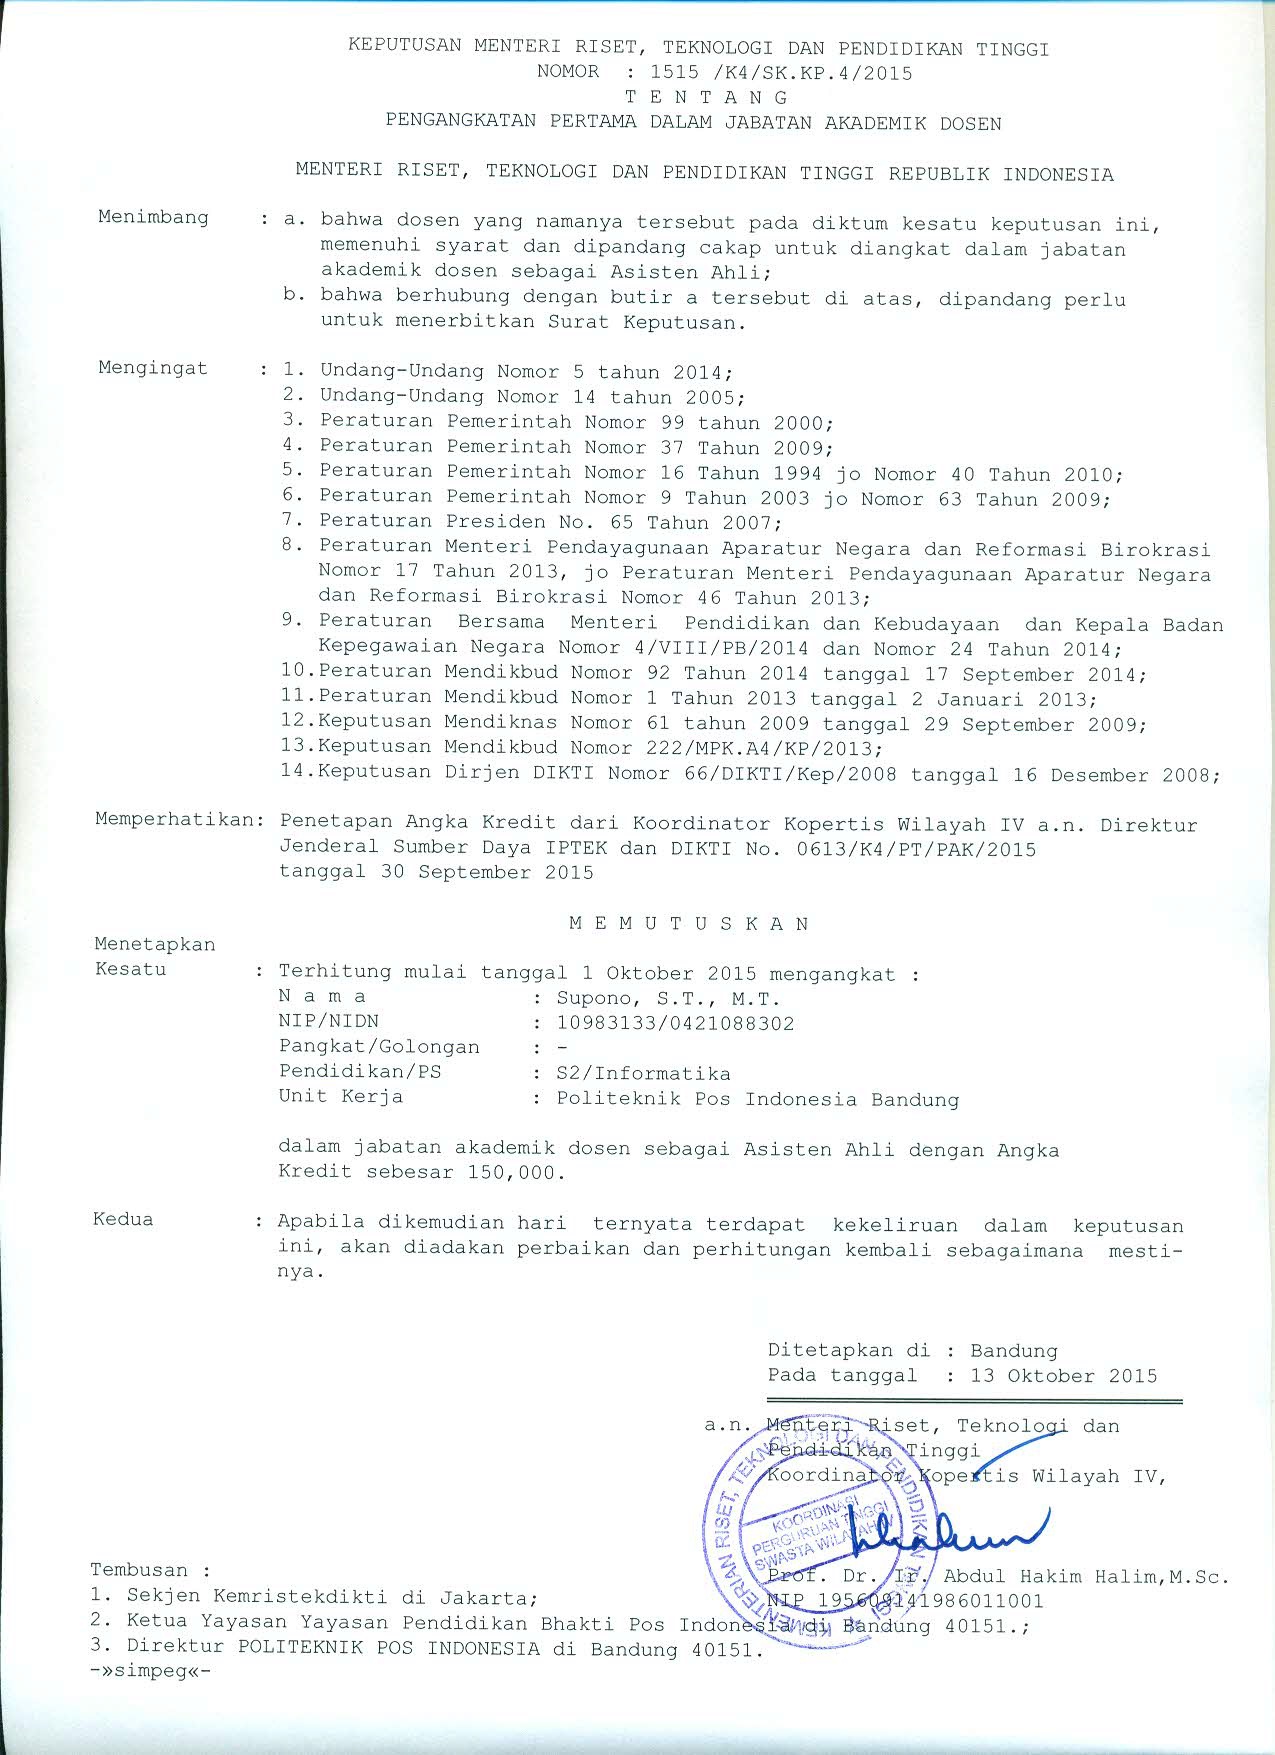 KEPUTUSAN MENTERI RISET, TEKNOLOGI DAN PENDIDIKAN TINGGI
NOMOR : 1515 /K4/SK.KP.4/2015
T E N T A N G
PENGANGKATAN PERTAMA DALAM JABATAN AKADEMIK DOSEN
MENTERI RISET, TEKNOLOGI DAN PENDIDIKAN TINGGI REPUBLIK INDONESIA
Menimbang : a. bahwa dosen yang namanya tersebut pada diktum kesatu keputusan ini,
memenuhi syarat dan dipandang cakap untuk diangkat dalam jabatan
akademik dosen sebagai Asisten Ahli;
b. bahwa berhubung dengan butir a tersebut di atas, dipandang perlu
untuk menerbitkan Surat Keputusan.
Mengingat : 1. Undang-Undang Nomor 5 tahun 2014;
2. Undang-Undang Nomor 14 tahun 2005;
3. Peraturan Pemerintah Nomor 99 tahun 2000;
4. Peraturan Pemerintah Nomor 37 Tahun 2009;
5. Peraturan Pemerintah Nomor 16 Tahun 1994 jo Nomor 40 Tahun 2010;
6. Peraturan Pemerintah Nomor 9 Tahun 2003 jo Nomor 63 Tahun 2009;
7. Peraturan Presiden No. 65 Tahun 2007;
8. Peraturan Menteri Pendayagunaan Aparatur Negara dan Reformasi Birokrasi
Nomor 17 Tahun 2013, jo Peraturan Menteri Pendayagunaan Aparatur Negara
dan Reformasi Birokrasi Nomor 46 Tahun 2013;
9. Peraturan Bersama Menteri Pendidikan dan Kebudayaan dan Kepala Badan
Kepegawaian Negara Nomor 4/VIII/PB/2014 dan Nomor 24 Tahun 2014;
10.Peraturan Mendikbud Nomor 92 Tahun 2014 tanggal 17 September 2014;
11.Peraturan Mendikbud Nomor 1 Tahun 2013 tanggal 2 Januari 2013;
12.Keputusan Mendiknas Nomor 61 tahun 2009 tanggal 29 September 2009;
13.Keputusan Mendikbud Nomor 222/MPK.A4/KP/2013;
14.Keputusan Dirjen DIKTI Nomor 66/DIKTI/Kep/2008 tanggal 16 Desember 2008;
Memperhatikan: Penetapan Angka Kredit dari Koordinator Kopertis Wilayah IV a.n. Direktur
Jenderal Sumber Daya IPTEK dan DIKTI No. 0613/K4/PT/PAK/2015
tanggal 30 September 2015
M E M U T U S K A N
Menetapkan
Kesatu : Terhitung mulai tanggal 1 Oktober 2015 mengangkat :
N a m a : Supono, S.T., M.T.
NIP/NIDN : 10983133/0421088302
Pangkat/Golongan : -
Pendidikan/PS : S2/Informatika
Unit Kerja : Politeknik Pos Indonesia Bandung
dalam jabatan akademik dosen sebagai Asisten Ahli dengan Angka
Kredit sebesar 150,000.
Kedua : Apabila dikemudian hari ternyata terdapat kekeliruan dalam keputusan
ini, akan diadakan perbaikan dan perhitungan kembali sebagaimana mesti-
nya.
Ditetapkan di : Bandung
Pada tanggal : 13 Oktober 2015
a.n. Menteri Riset, Teknologi dan
Pendidikan Tinggi
Koordinator Kopertis Wilayah IV,
KEMENTERIAN RISET, TEKNOLOGI DAN PENDIDIKAN TINGGI
KOORDINASI
PERGURUAN TINGGI
SWASTA WILAYAH IV
Prof. Dr. Ir. Abdul Hakim Halim,M.Sc.
NIP 195609141986011001
Tembusan :
1. Sekjen Kemristekdikti di Jakarta;
2. Ketua Yayasan Yayasan Pendidikan Bhakti Pos Indonesia di Bandung 40151.;
3. Direktur POLITEKNIK POS INDONESIA di Bandung 40151.
-»simpeg«-